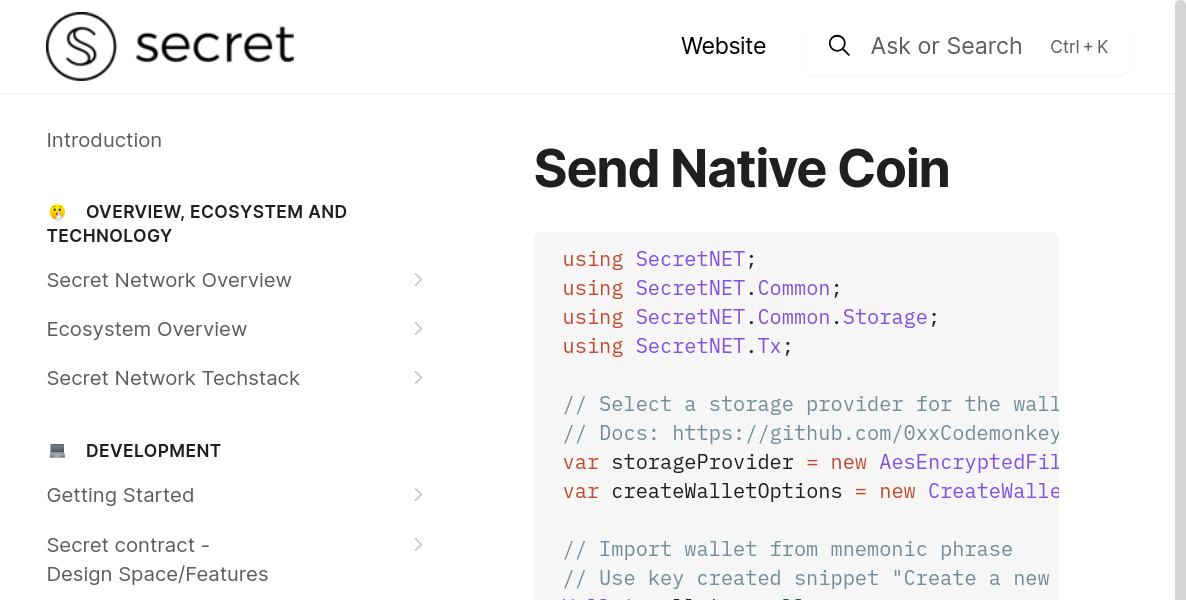 secret
Website
Ask or Search
Ctrl + K
Introduction
OVERVIEW, ECOSYSTEM AND
TECHNOLOGY
Secret Network Overview
Ecosystem Overview
Secret Network Techstack
DEVELOPMENT
Getting Started
Secret contract -
Design Space/Features
Send Native Coin
using SecretNET;
using SecretNET.Common;
using SecretNET.Common.Storage;
using SecretNET.Tx;
// Select a storage provider for the wall
// Docs: https://github.com/0xxCodemonkey
var storageProvider = new AesEncryptedFil
var createWalletOptions = new CreateWalle
// Import wallet from mnemonic phrase
// Use key created snippet "Create a new